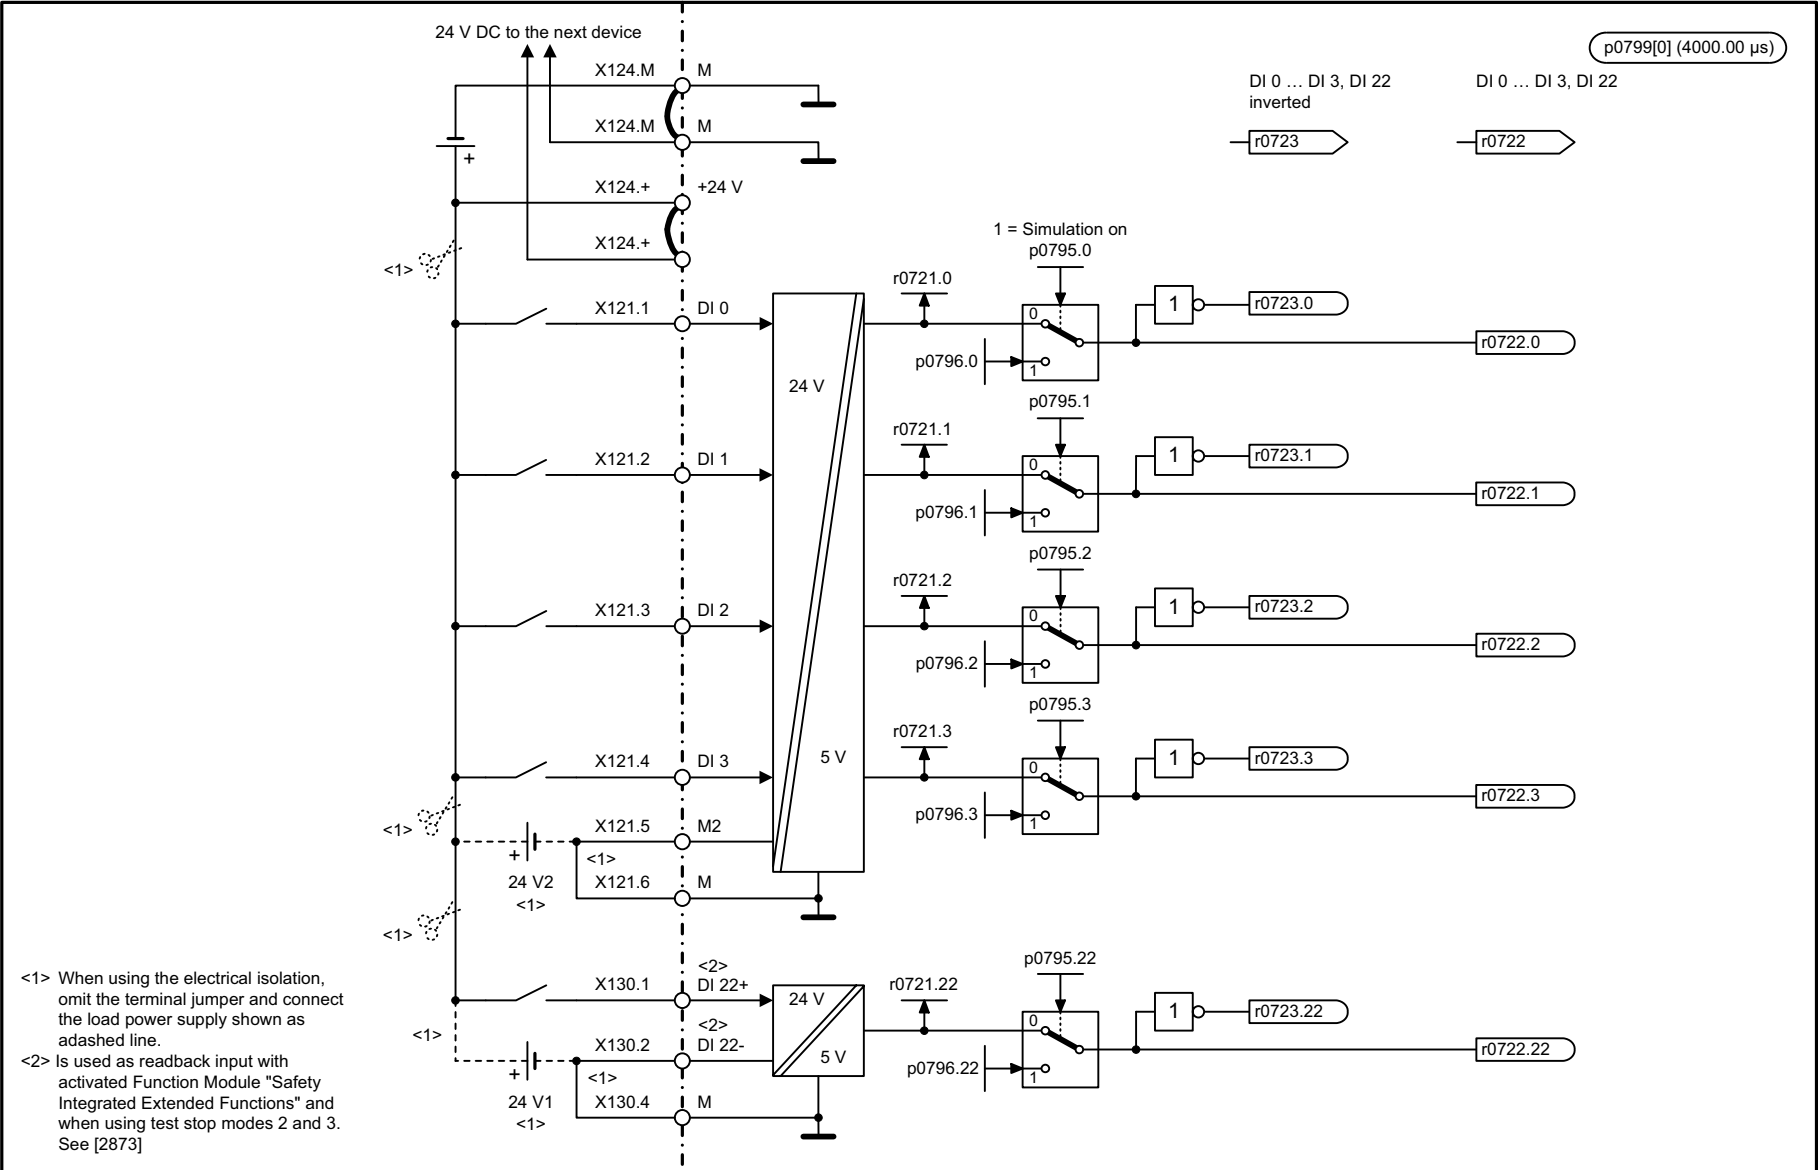 24 V DC to the next device
p0799[0] (4000.00 µs)
X124.M M
DI 0 … DI 3, DI 22
inverted
DI 0 … DI 3, DI 22
X124.M M
r0723
r0722
+
X124.+ +24 V
1 = Simulation on
X124.+
p0795.0
<1>
r0721.0
X121.1 DI 0
0
1
r0723.0
r0722.0
p0796.0
1
24 V
p0795.1
r0721.1
X121.2 DI 1
0
1
r0723.1
r0722.1
p0796.1
1
p0795.2
r0721.2
X121.3 DI 2
0
1
r0723.2
r0722.2
p0796.2
1
p0795.3
r0721.3
X121.4 DI 3
5 V
0
1
r0723.3
r0722.3
p0796.3
1
<1>
X121.5 M2
+
<1>
24 V2
X121.6 M
<1>
<1>
p0795.22
<2>
X130.1 DI 22+
24 V
r0721.22
0
1
r0723.22
r0722.22
<1>
<2>
X130.2 DI 22-
5 V
p0796.22
1
+
<1>
24 V1
X130.4 M
<1>
<1> When using the electrical isolation,
omit the terminal jumper and connect
the load power supply shown as
adashed line.
<2> Is used as readback input with
activated Function Module "Safety
Integrated Extended Functions" and
when using test stop modes 2 and 3.
See [2873]